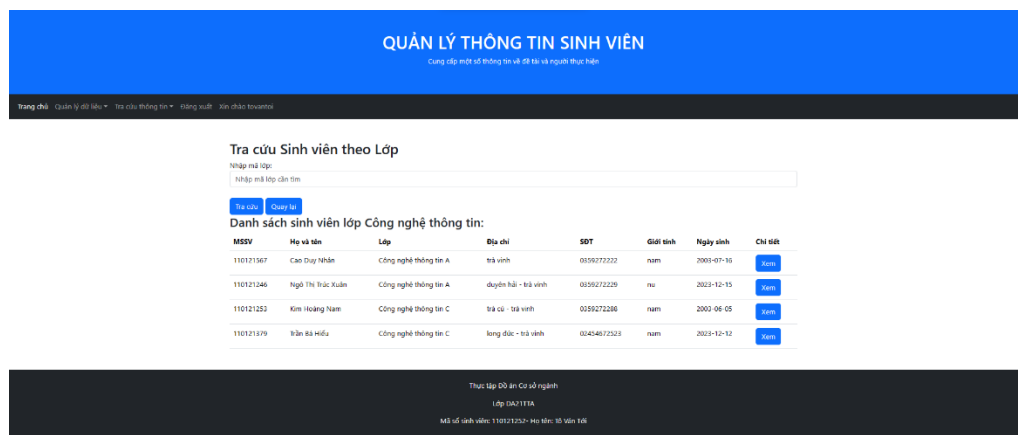 QUẢN LÝ THÔNG TIN SINH VIÊN
Cung cấp một số thông tin về đề tài và người thực hiện
Trang chủ Quản lý dữ liệu Tra cứu thông tin Đăng xuất Xin chào tovantoi
Tra cứu Sinh viên theo Lớp
Nhập mã lớp:
Nhập mã lớp cần tìm
Tra cứu Quay lại
Danh sách sinh viên lớp Công nghệ thông tin:
MSSV Họ và tên Lớp Địa chỉ SĐT Giới tính Ngày sinh Chi tiết
110121567 Cao Duy Nhân Công nghệ thông tin A trà vinh 0359272222 nam 2003-07-16 Xem
110121246 Ngô Thị Trúc Xuân Công nghệ thông tin A duyên hải - trà vinh 0359272229 nu 2023-12-15 Xem
110121253 Kim Hoàng Nam Công nghệ thông tin C trà cú - trà vinh 0359272286 nam 2003-06-05 Xem
110121379 Trần Bá Hiếu Công nghệ thông tin C long đức - trà vinh 02454672523 nam 2023-12-12 Xem
Thực tập Đồ án Cơ sở ngành
Lớp DA21TTA
Mã số sinh viên: 110121252- Họ tên: Tô Văn Tới